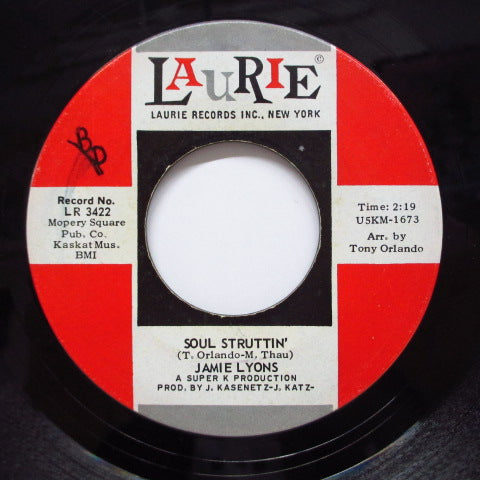 LAURIE ©
LAURIE RECORDS INC., NEW YORK
BP
Record No.
LR 3422
Mopery Square
Pub. Co.
Kaskat Mus.
BMI
Time: 2:19
U5KM-1673
Arr. by
Tony Orlando
SOUL STRUTTIN'
(T. Orlando-M. Thau)
JAMIE LYONS
A SUPER K PRODUCTION
PROD. BY J. KASENETZ-J. KATZ-